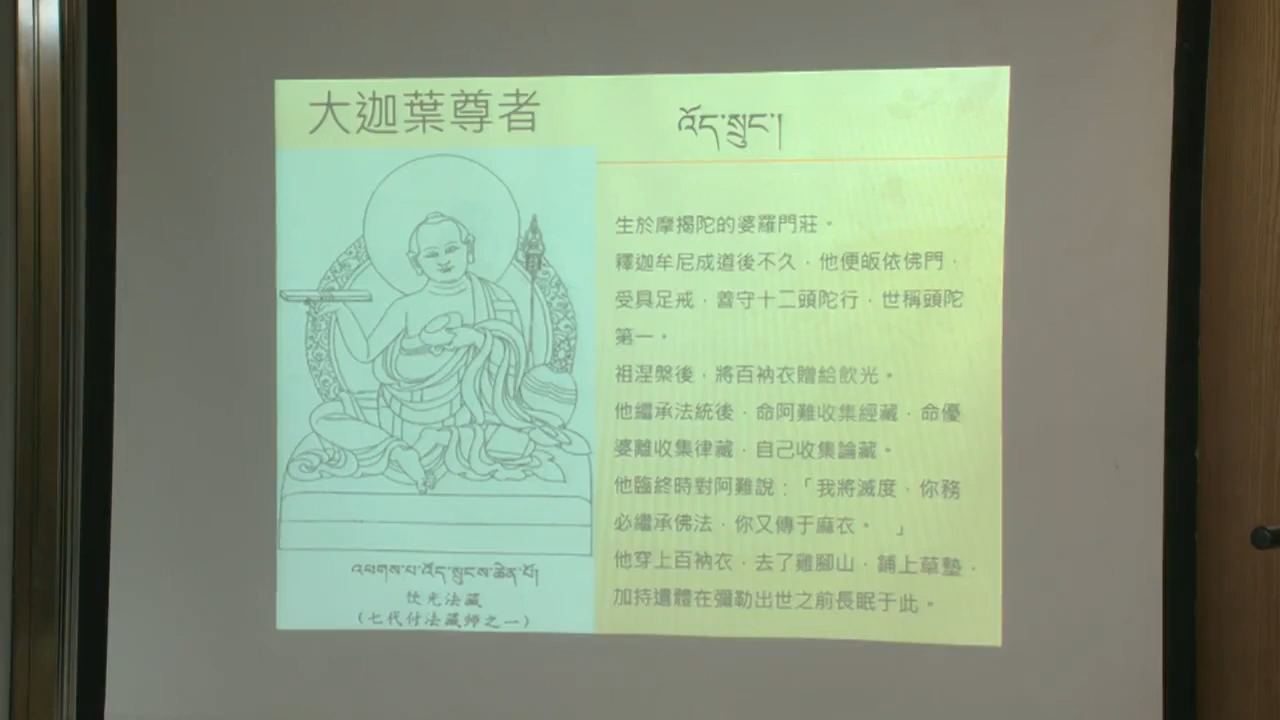 大迦葉尊者
འོད་སྲུང་།
生於摩揭陀的婆羅門莊。
釋迦牟尼成道後不久，他便皈依佛門，
受具足戒，善守十二頭陀行，世稱頭陀
第一。
祖涅槃後，將百衲衣贈給飲光。
他繼承法統後，命阿難收集經藏，命優
婆離收集律藏，自己收集論藏。
他臨終時對阿難說：「我將滅度，你務
必繼承佛法，你又傳于麻衣。 」
他穿上百衲衣，去了雞腳山，鋪上草墊，
加持遺體在彌勒出世之前長眠于此。
འཕགས་པ་འོད་སྲུངས་ཆེན་པོ།
饮光法藏
(七代付法藏师之一)